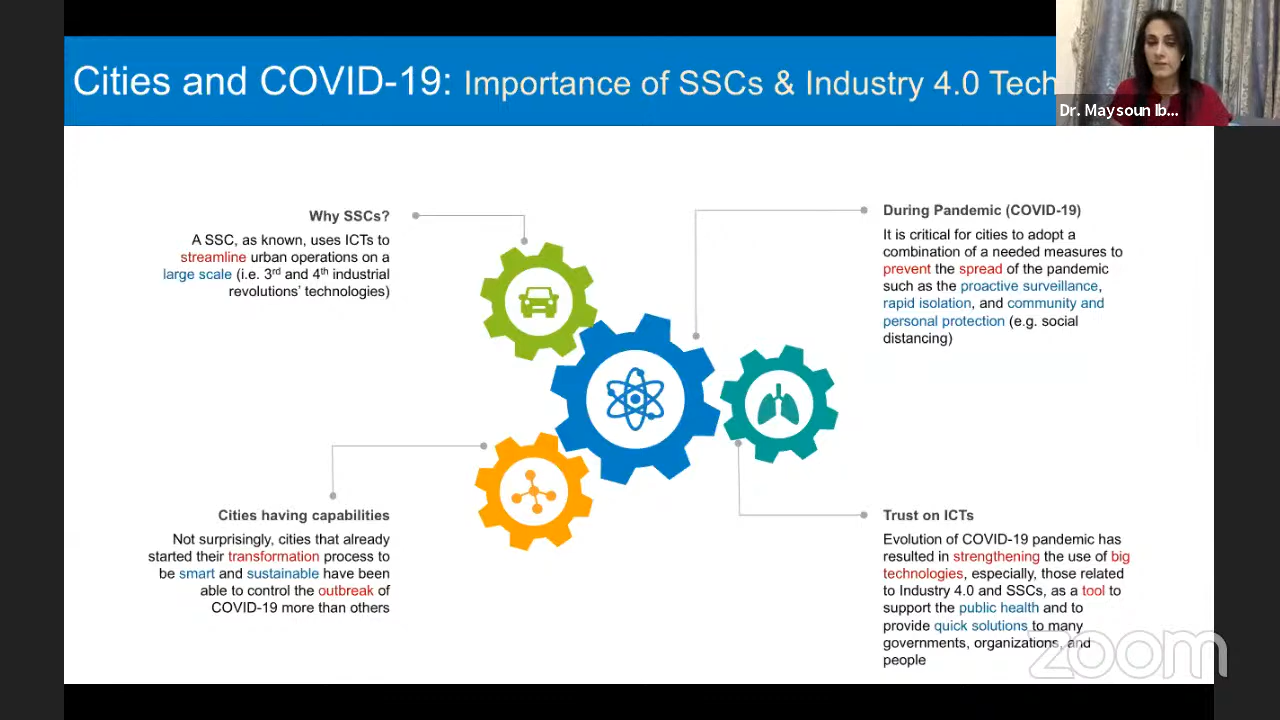 Cities and COVID-19: Importance of SSCs & Industry 4.0 Tech
Dr. Maysoun Ib...
Why SSCs?
A SSC, as known, uses ICTs to
streamline urban operations on a
large scale (i.e. 3rd and 4th industrial
revolutions' technologies)
During Pandemic (COVID-19)
It is critical for cities to adopt a
combination of a needed measures to
prevent the spread of the pandemic
such as the proactive surveillance,
rapid isolation, and community and
personal protection (e.g. social
distancing)
Cities having capabilities
Not surprisingly, cities that already
started their transformation process to
be smart and sustainable have been
able to control the outbreak of
COVID-19 more than others
Trust on ICTs
Evolution of COVID-19 pandemic has
resulted in strengthening the use of big
technologies, especially, those related
to Industry 4.0 and SSCs, as a tool to
support the public health and to
provide quick solutions to many
governments, organizations, and
people
zoom